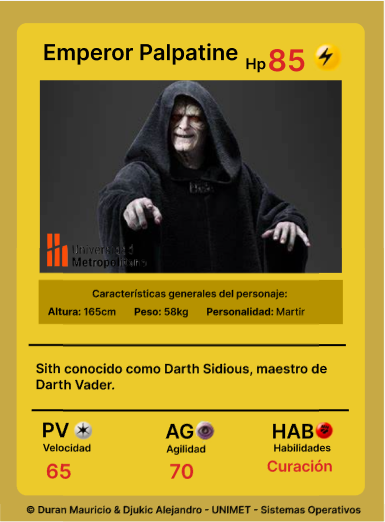 Emperor Palpatine Hp 85
Universidad
Metropolitana
Características generales del personaje:
Altura: 165cm Peso: 58kg Personalidad: Martir
Sith conocido como Darth Sidious, maestro de
Darth Vader.
PV AG HAB
Velocidad Agilidad Habilidades
65 70 Curación
© Duran Mauricio & Djukic Alejandro - UNIMET - Sistemas Operativos